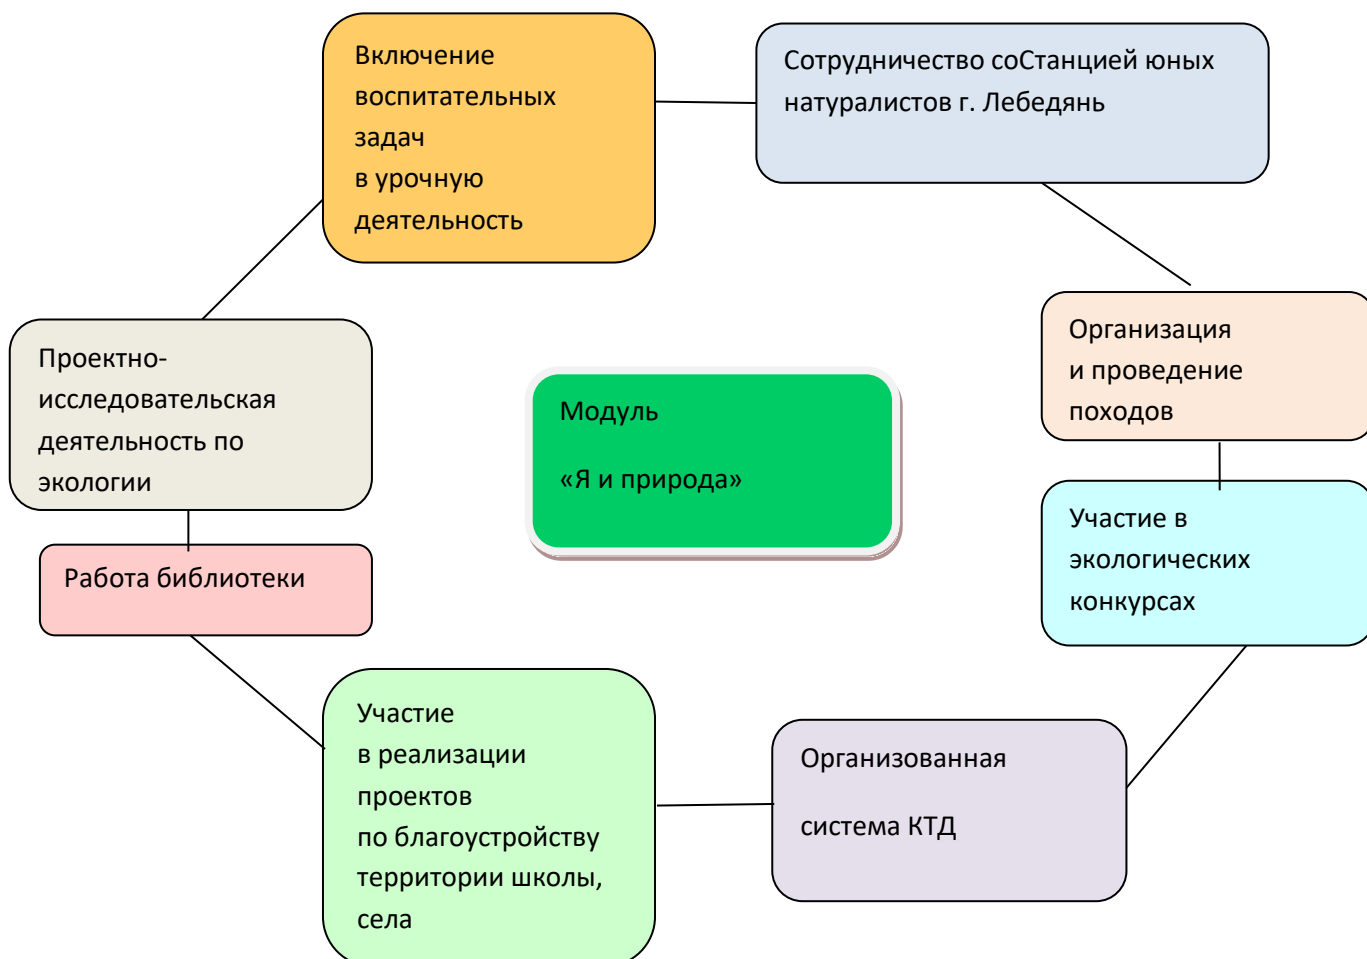 Включение
воспитательных
задач
в урочную
деятельность
Сотрудничество соСтанцией юных
натуралистов г. Лебедянь
Проектно-
исследовательская
деятельность по
экологии
Модуль
«Я и природа»
Организация
и проведение
походов
Работа библиотеки
Участие в
экологических
конкурсах
Участие
в реализации
проектов
по благоустройству
территории школы,
села
Организованная
система КТД